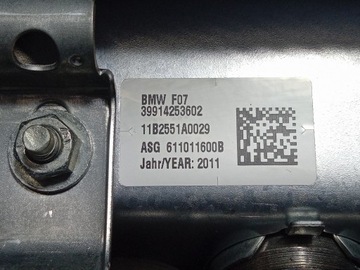 BMW F07
39914253602
11B2551A0029
ASG 611011600B
Jahr/YEAR: 2011